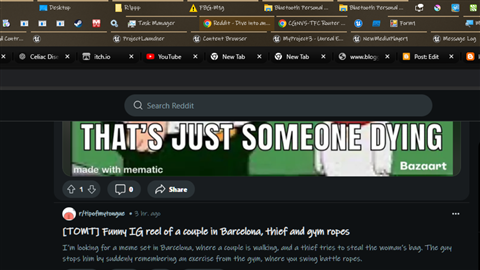 Desktop Ripp FBG-Mtg Bluetooth Personal ... Bluetooth Personal ...
Task Manager Reddit - Dive into an... CGNVS-TFC Router ... Form1
ProjectLauncher Content Browser MyProject3 - Unreal E... NewMediaPlayer1 Message Log
Celiac Dise itch.io YouTube New Tab New Tab www.blog Post: Edit
Search Reddit
THAT'S JUST SOMEONE DYING
made with mematic
Bazaart
1 0 Share
r/tipofmytongue • 5 hr. ago
[TOMT] Funny IG reel of a couple in Barcelona, thief and gym ropes
I'm looking for a meme set in Barcelona, where a couple is walking, and a thief tries to steal the woman's bag. The guy
stops him by suddenly remembering an exercise from the gym, where you swing battle ropes.